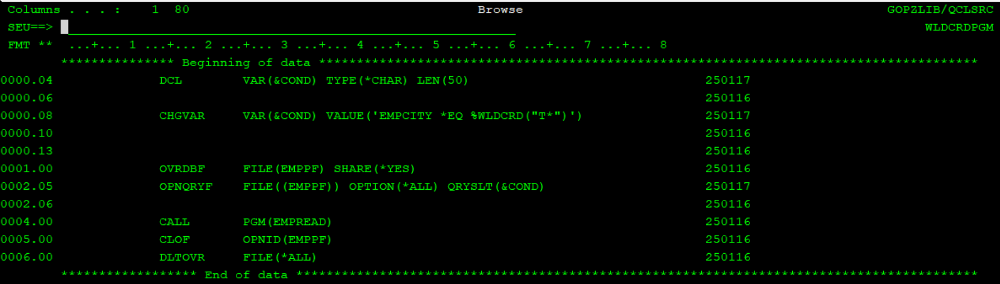 Columns . . . :    1  80                                      Browse                                                GOPZLIB/QCLSRC
SEU==>                                                                                                              WLDCRDPGM
FMT **  ...+... 1 ...+... 2 ...+... 3 ...+... 4 ...+... 5 ...+... 6 ...+... 7 ...+... 8
*************** Beginning of data ***************************************************************************************
0000.04              DCL        VAR(&COND) TYPE(*CHAR) LEN(50)                                250117
0000.06                                                                                      250116
0000.08              CHGVAR     VAR(&COND) VALUE('EMPCITY *EQ %WLDCRD("T*")')                 250117
0000.10                                                                                      250116
0000.13                                                                                      250116
0001.00              OVRDBF     FILE(EMPPF) SHARE(*YES)                                       250116
0002.05              OPNQRYF    FILE((EMPPF)) OPTION(*ALL) QRYSLT(&COND)                      250117
0002.06                                                                                      250116
0004.00              CALL       PGM(EMPREAD)                                                  250116
0005.00              CLOF       OPNID(EMPPF)                                                  250116
0006.00              DLTOVR     FILE(*ALL)                                                    250116
****************** End of data ******************************************************************************************